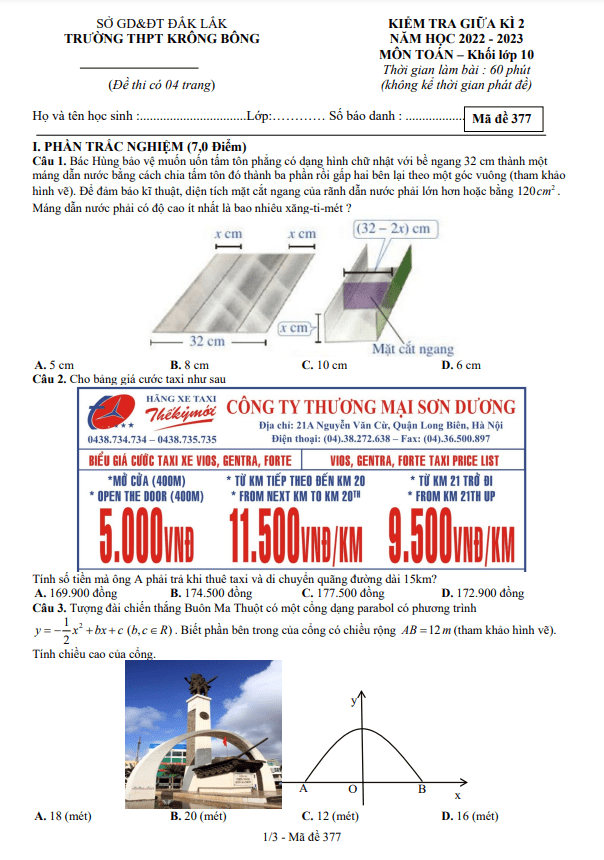 SỞ GD&ĐT ĐẮK LẮK
TRƯỜNG THPT KRÔNG BÔNG
(Đề thi có 04 trang)
KIỂM TRA GIỮA KÌ 2
NĂM HỌC 2022 - 2023
MÔN TOÁN – Khối lớp 10
Thời gian làm bài : 60 phút
(không kể thời gian phát đề)
Họ và tên học sinh :................................Lớp:………… Số báo danh : ..................
Mã đề 377
I. PHẦN TRẮC NGHIỆM (7,0 Điểm)
Câu 1. Bác Hùng bảo vệ muốn uốn tấm tôn phẳng có dạng hình chữ nhật với bề ngang 32 cm thành một
máng dẫn nước bằng cách chia tấm tôn đó thành ba phần rồi gấp hai bên lại theo một góc vuông (tham khảo
hình vẽ). Để đảm bảo kĩ thuật, diện tích mặt cắt ngang của rãnh dẫn nước phải lớn hơn hoặc bằng 120cm².
Máng dẫn nước phải có độ cao ít nhất là bao nhiêu xăng-ti-mét ?
x cm x cm (32 – 2x) cm
32 cm x cm
Mặt cắt ngang
A. 5 cm B. 8 cm C. 10 cm D. 6 cm
Câu 2. Cho bảng giá cước taxi như sau
HÃNG XE TAXI
Thế kỷ mới
0438.734.734 – 0438.735.735
CÔNG TY THƯƠNG MẠI SƠN DƯƠNG
Địa chỉ: 21A Nguyễn Văn Cừ, Quận Long Biên, Hà Nội
Điện thoại: (04).38.272.638 – Fax: (04).36.500.897
BIỂU GIÁ CƯỚC TAXI XE VIOS, GENTRA, FORTE VIOS, GENTRA, FORTE TAXI PRICE LIST
*MỞ CỬA (400M) * TỪ KM TIẾP THEO ĐẾN KM 20 * TỪ KM 21 TRỞ ĐI
* OPEN THE DOOR (400M) * FROM NEXT KM TO KM 20TH * FROM KM 21TH UP
5.000VNĐ 11.500VNĐ/KM 9.500VNĐ/KM
Tính số tiền mà ông A phải trả khi thuê taxi và di chuyển quãng đường dài 15km?
A. 169.900 đồng B. 174.500 đồng C. 177.500 đồng D. 172.900 đồng
Câu 3. Tượng đài chiến thắng Buôn Ma Thuột có một cổng dạng parabol có phương trình
y = -1/2 x² + bx + c (b,c ∈ R). Biết phần bên trong của cổng có chiều rộng AB = 12 m (tham khảo hình vẽ).
Tính chiều cao của cổng.
y
A O B x
A. 18 (mét) B. 20 (mét) C. 12 (mét) D. 16 (mét)
1/3 - Mã đề 377